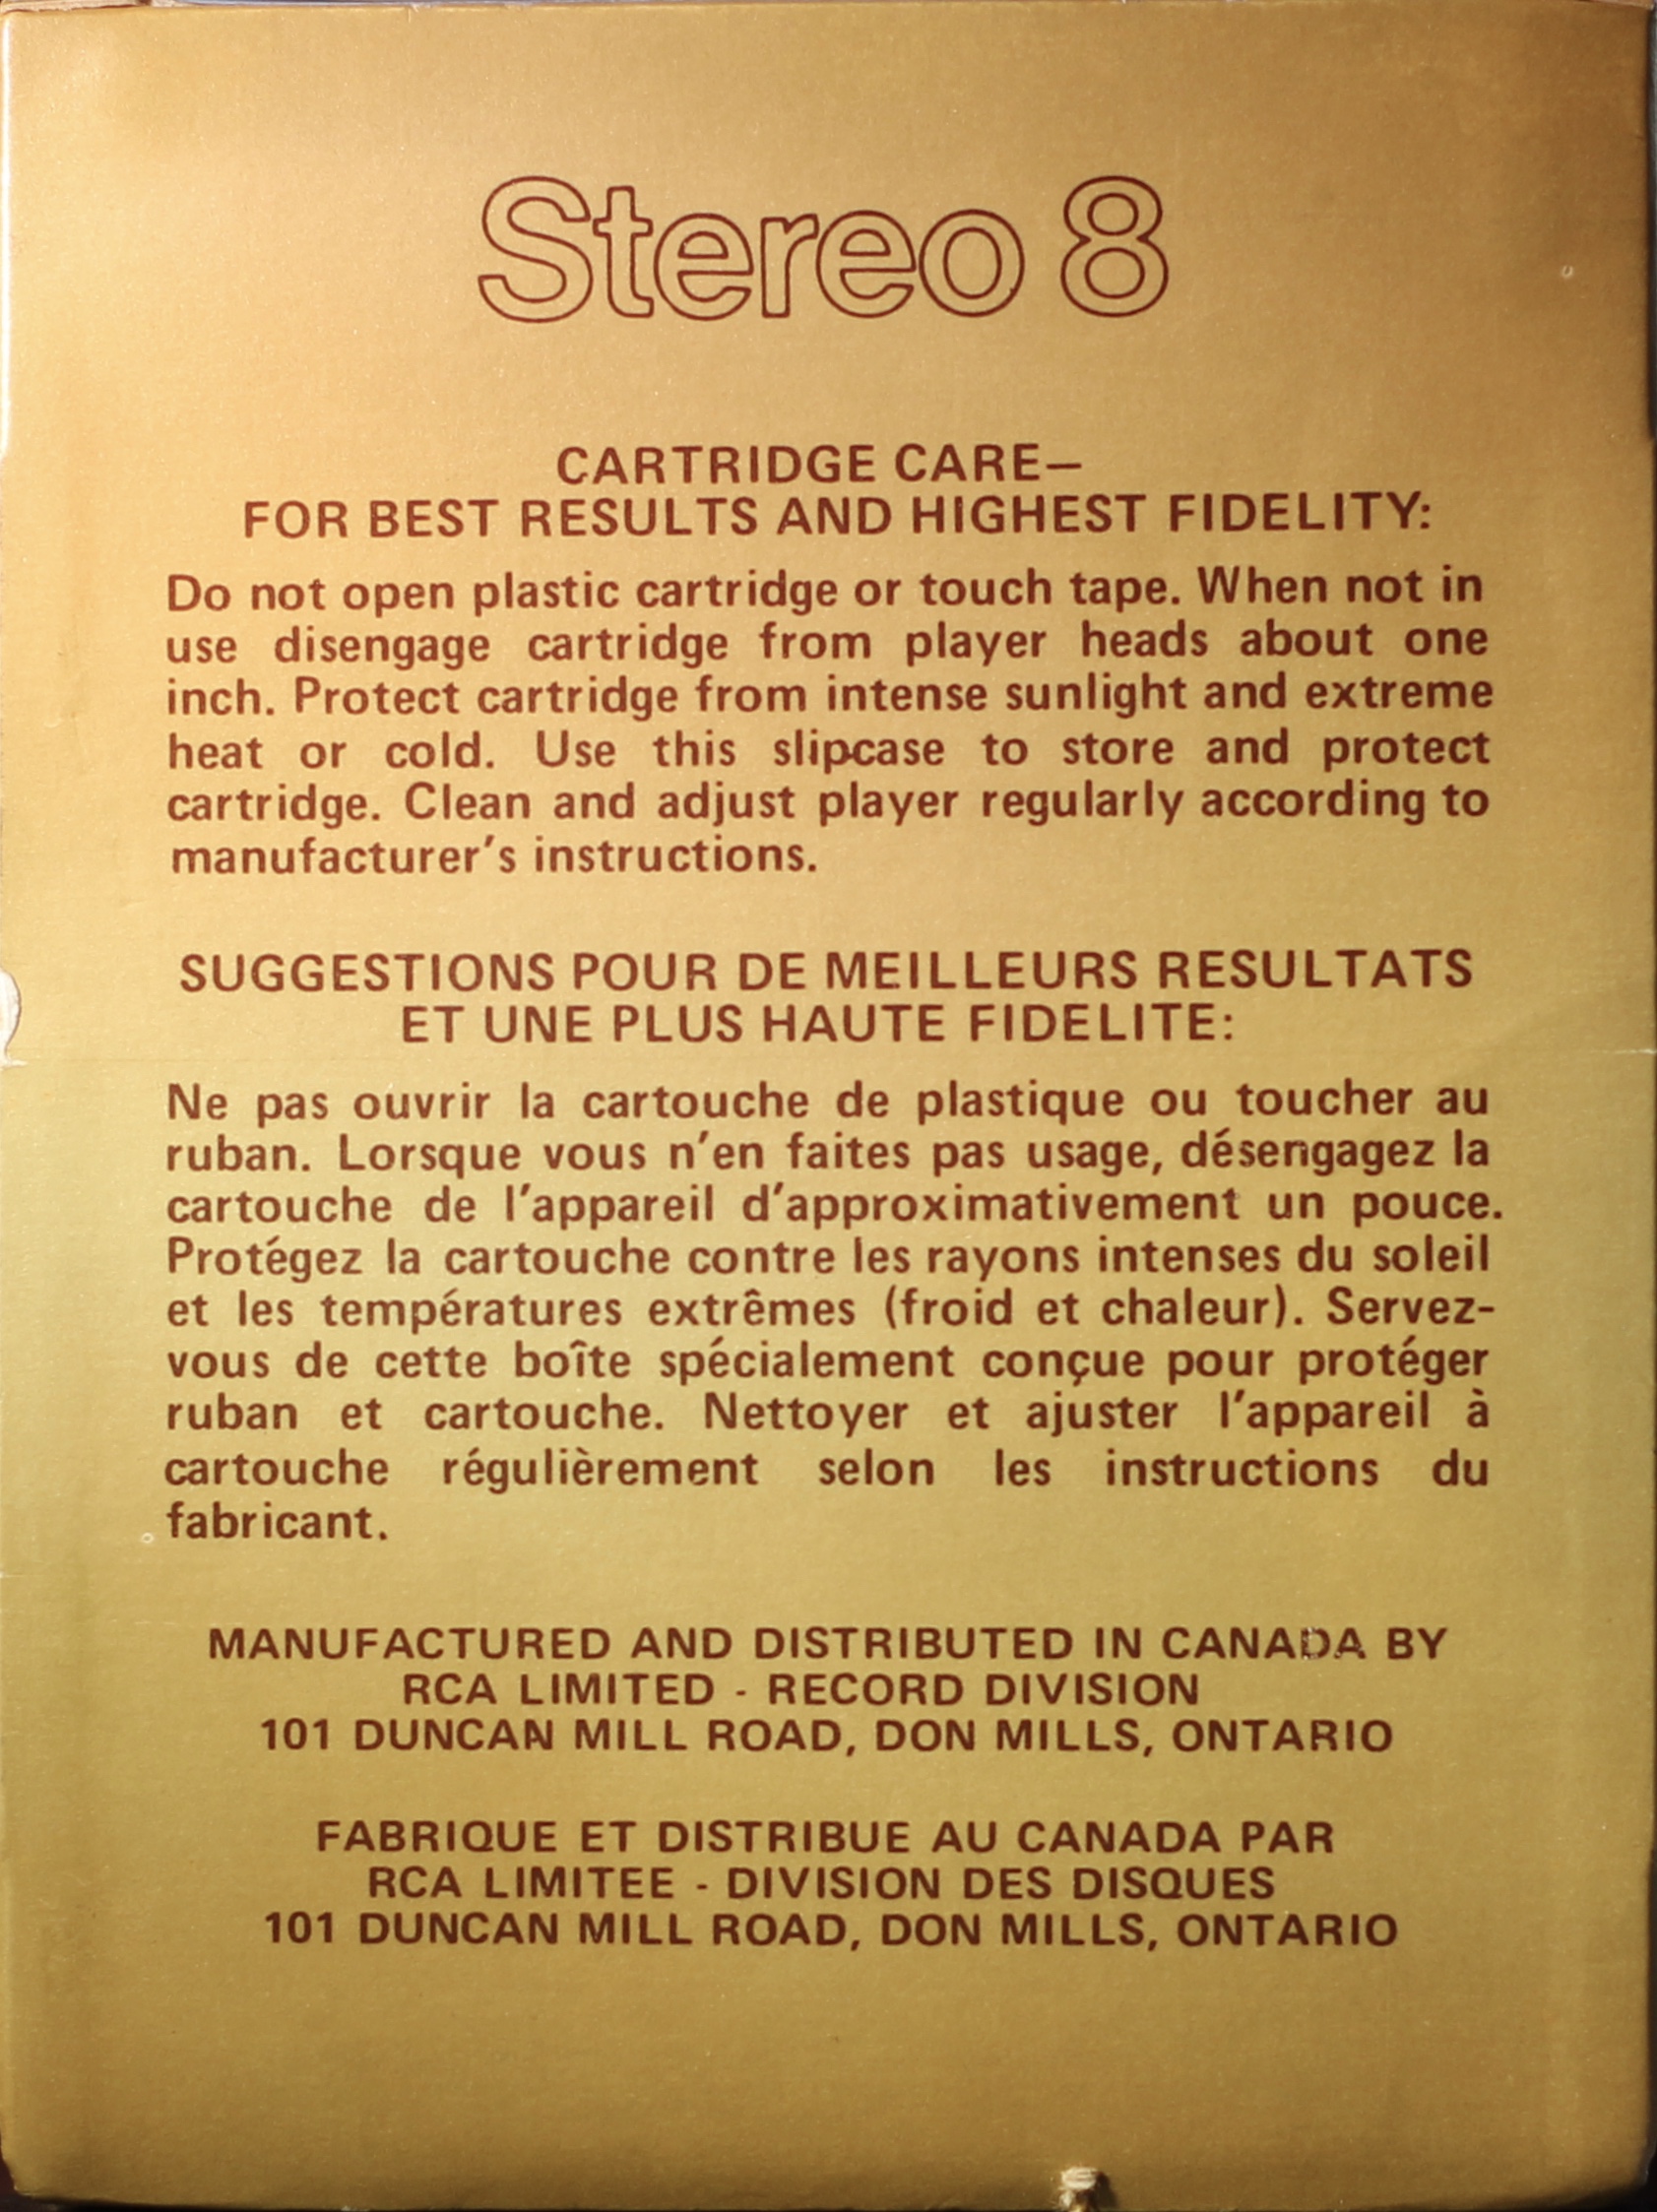 Stereo 8
CARTRIDGE CARE—
FOR BEST RESULTS AND HIGHEST FIDELITY:
Do not open plastic cartridge or touch tape. When not in
use disengage cartridge from player heads about one
inch. Protect cartridge from intense sunlight and extreme
heat or cold. Use this slipcase to store and protect
cartridge. Clean and adjust player regularly according to
manufacturer's instructions.
SUGGESTIONS POUR DE MEILLEURS RESULTATS
ET UNE PLUS HAUTE FIDELITE:
Ne pas ouvrir la cartouche de plastique ou toucher au
ruban. Lorsque vous n'en faites pas usage, désengagez la
cartouche de l'appareil d'approximativement un pouce.
Protégez la cartouche contre les rayons intenses du soleil
et les températures extrêmes (froid et chaleur). Servez-
vous de cette boîte spécialement conçue pour protéger
ruban et cartouche. Nettoyer et ajuster l'appareil à
cartouche régulièrement selon les instructions du
fabricant.
MANUFACTURED AND DISTRIBUTED IN CANADA BY
RCA LIMITED - RECORD DIVISION
101 DUNCAN MILL ROAD, DON MILLS, ONTARIO
FABRIQUE ET DISTRIBUE AU CANADA PAR
RCA LIMITEE - DIVISION DES DISQUES
101 DUNCAN MILL ROAD, DON MILLS, ONTARIO